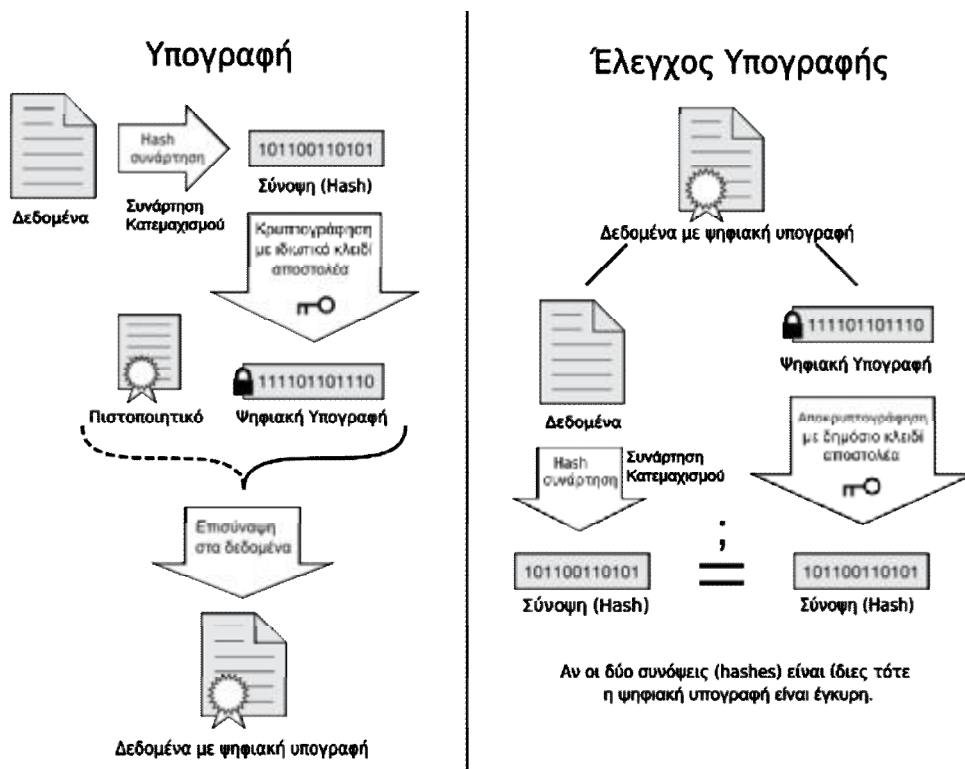 Υπογραφή
Hash
συνάρτηση
101100110101
Δεδομένα
Συνάρτηση
Κατεμαχισμού
Σύνοψη (Hash)
Κρυπτογράφηση
με ιδιωτικό κλειδί
αποστολέα
111101101110
Πιστοποιητικό
Ψηφιακή Υπογραφή
Επισύναψη
στα δεδομένα
Δεδομένα με ψηφιακή υπογραφή
Έλεγχος Υπογραφής
Δεδομένα με ψηφιακή υπογραφή
111101101110
Ψηφιακή Υπογραφή
Δεδομένα
Αποκρυπτογράφηση
με δημόσιο κλειδί
αποστολέα
Hash
συνάρτηση
Συνάρτηση
Κατεμαχισμού
;
=
101100110101
101100110101
Σύνοψη (Hash)
Σύνοψη (Hash)
Αν οι δύο συνόψεις (hashes) είναι ίδιες τότε
η ψηφιακή υπογραφή είναι έγκυρη.